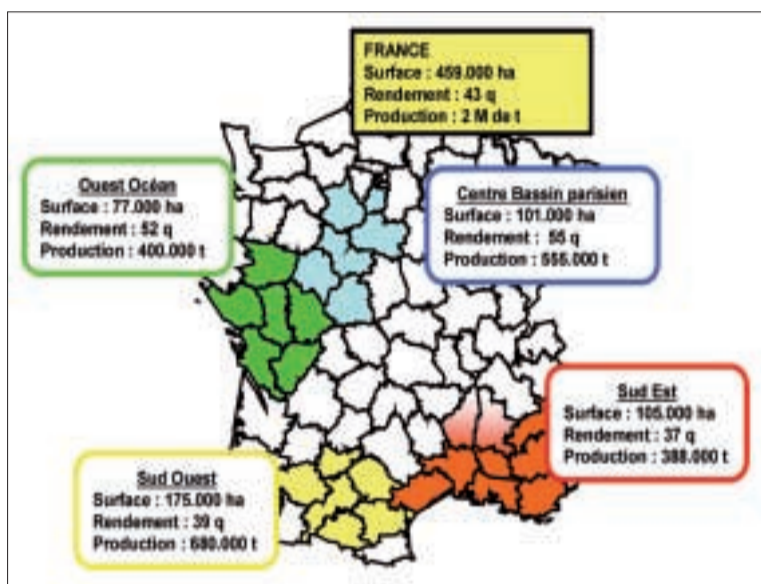 FRANCE
Surface : 459.000 ha
Rendement : 43 q
Production : 2 M de t
Ouest Océan
Surface : 77.000 ha
Rendement : 52 q
Production : 400.000 t
Centre Bassin parisien
Surface : 101.000 ha
Rendement : 55 q
Production : 555.000 t
Sud Est
Surface : 105.000 ha
Rendement : 37 q
Production : 388.000 t
Sud Ouest
Surface : 175.000 ha
Rendement : 39 q
Production : 680.000 t